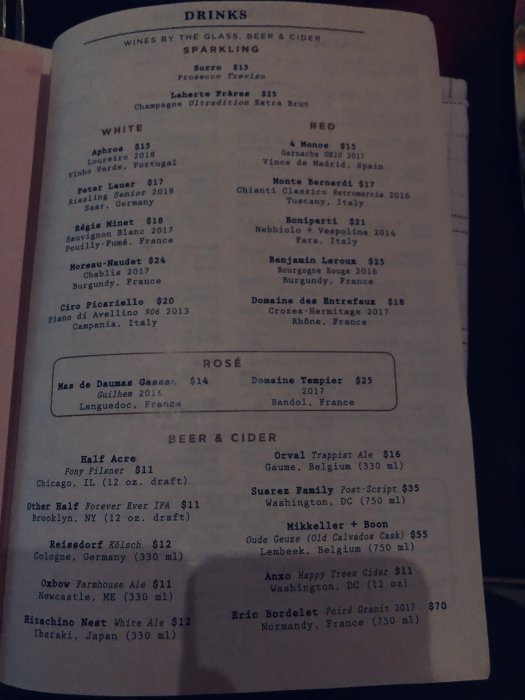 DRINKS
WINES BY THE GLASS, BEER & CIDER
SPARKLING
Sorre $13
Prosecco Treviso
Laherte Frères $25
Champagne Ultradition Extra Brut
WHITE
Aphros $15
Loureiro 2018
Vinho Verde, Portugal
Peter Lauer $17
Riesling Senior 2018
Saar, Germany
Régis Minet $18
Sauvignon Blanc 2017
Pouilly-Fumé, France
Moreau-Naudet $24
Chablis 2017
Burgundy, France
Ciro Picariello $20
Fiano di Avellino 906 2013
Campania, Italy
RED
4 Monos $15
Garnacha GR10 2017
Vinos de Madrid, Spain
Monte Bernardi $17
Chianti Classico Retromarcia 2016
Tuscany, Italy
Boniperti $21
Nebbiolo + Vespolina 2014
Fara, Italy
Benjamin Leroux $25
Bourgogne Rouge 2016
Burgundy, France
Domaine des Entrefaux $18
Crozes-Hermitage 2017
Rhône, France
ROSÉ
Mas de Daumas Gassac $14
Guilhem 2016
Languedoc, France
Domaine Tempier $25
2017
Bandol, France
BEER & CIDER
Half Acre
Pony Pilsner $11
Chicago, IL (12 oz. draft)
Other Half Forever Ever IPA $11
Brooklyn, NY (12 oz. draft)
Reissdorf Kölsch $12
Cologne, Germany (330 ml)
Oxbow Farmhouse Ale $11
Newcastle, ME (330 ml)
Hitachino Nest White Ale $12
Ibaraki, Japan (330 ml)
Orval Trappist Ale $16
Gaume, Belgium (330 ml)
Suarez Family Post-Script $35
Washington, DC (750 ml)
Mikkeller + Boon
Oude Geuze (Old Calvados Cask) $55
Lembeek, Belgium (750 ml)
Anxo Happy Trees Cider $11
Washington, DC (12 oz)
Eric Bordelet Poiré Granit 2017 $70
Normandy, France (750 ml)